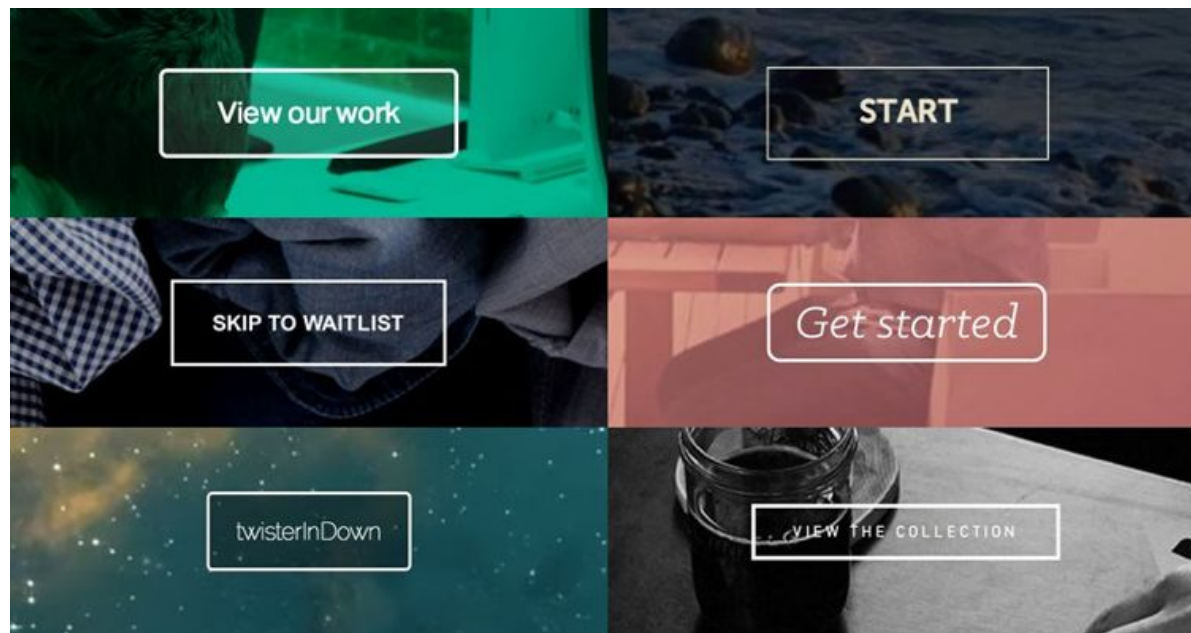 View our work
START
SKIP TO WAITLIST
Get started
twisterInDown
VIEW THE COLLECTION